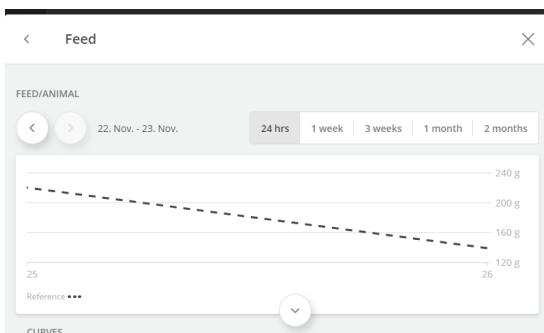 Feed
FEED/ANIMAL
22. Nov. - 23. Nov.
24 hrs 1 week 3 weeks 1 month 2 months
240 g
200 g
160 g
120 g
25 26
Reference
CURVES